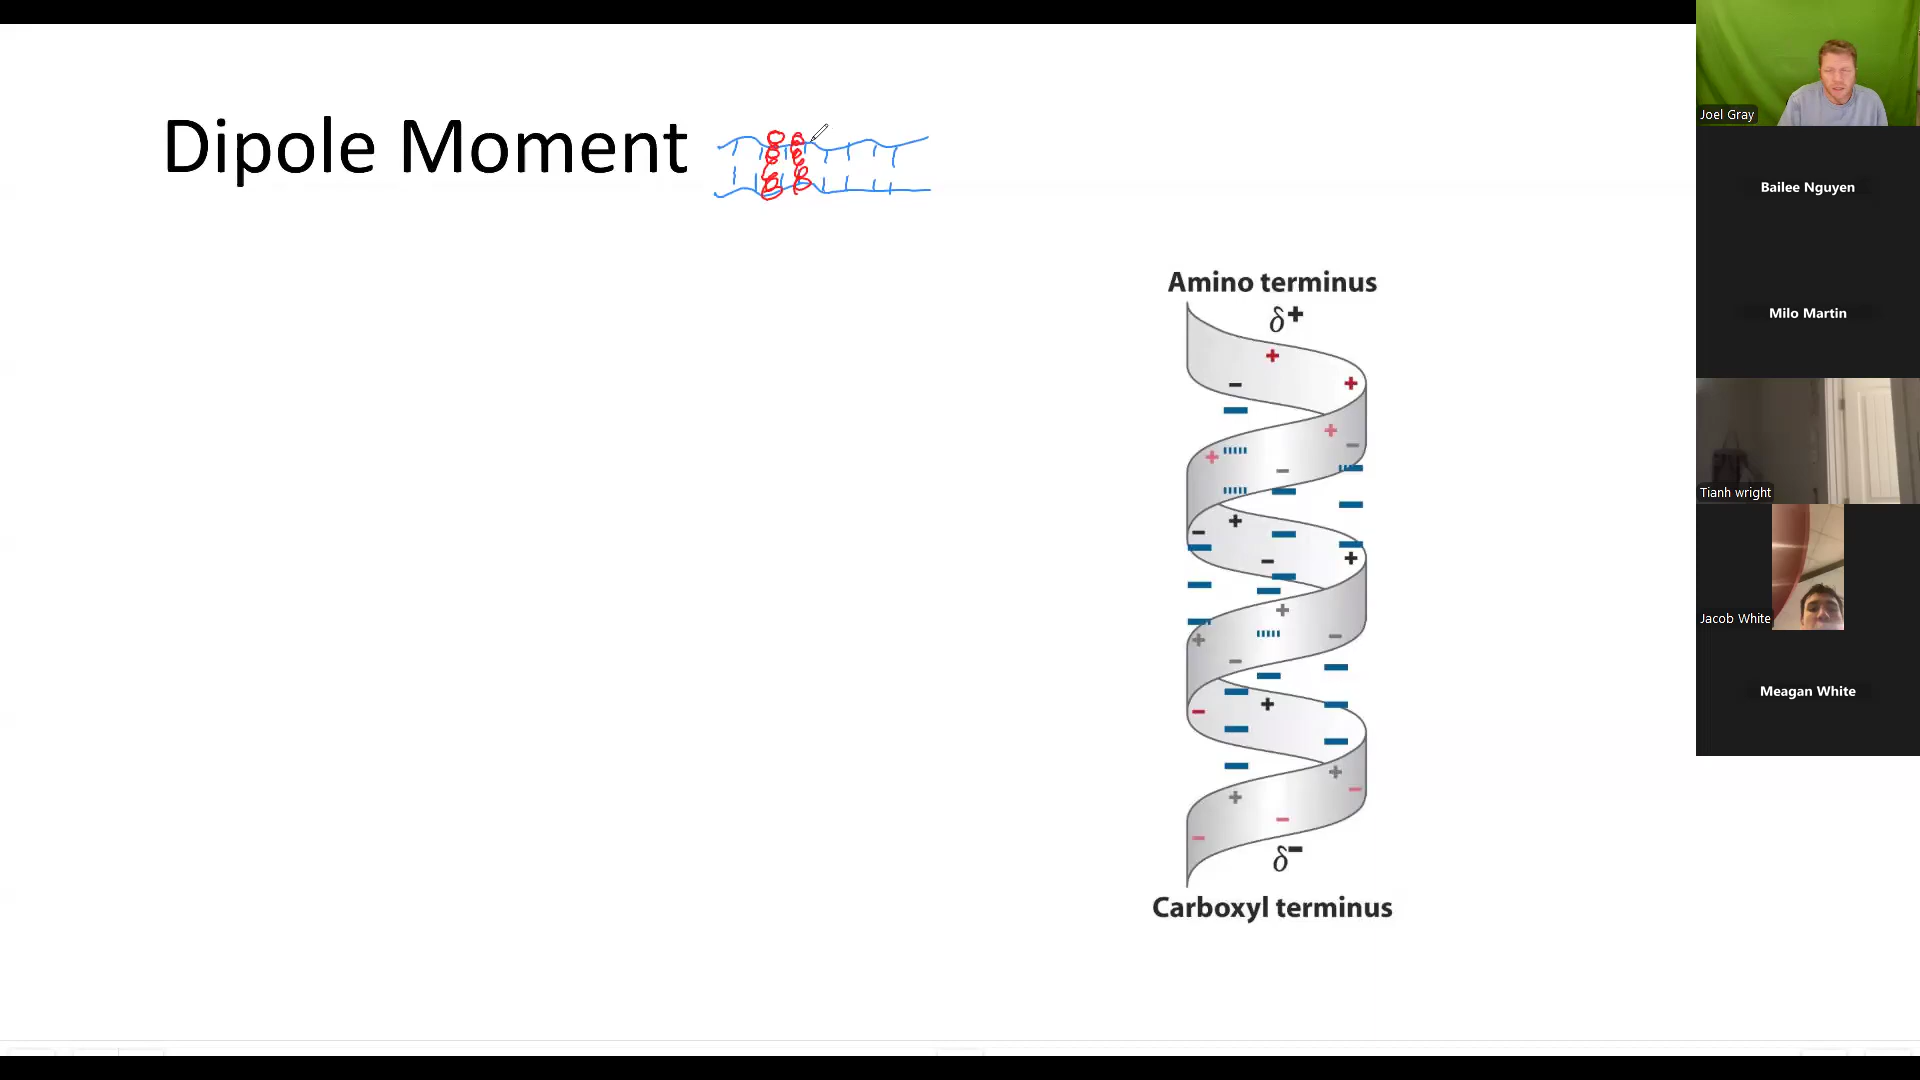 Dipole Moment
Amino terminus
δ+
δ−
Carboxyl terminus
Joel Gray
Bailee Nguyen
Milo Martin
Tianh wright
Jacob White
Meagan White